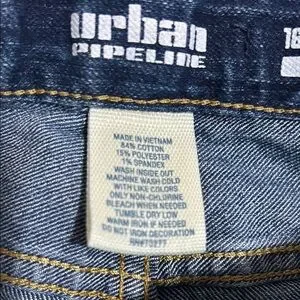 urban
PIPELINE
MADE IN VIETNAM
84% COTTON
15% POLYESTER
1% SPANDEX
WASH INSIDE OUT
MACHINE WASH COLD
WITH LIKE COLORS
ONLY NON-CHLORINE
BLEACH WHEN NEEDED
TUMBLE DRY LOW
WARM IRON IF NEEDED
DO NOT IRON DECORATION